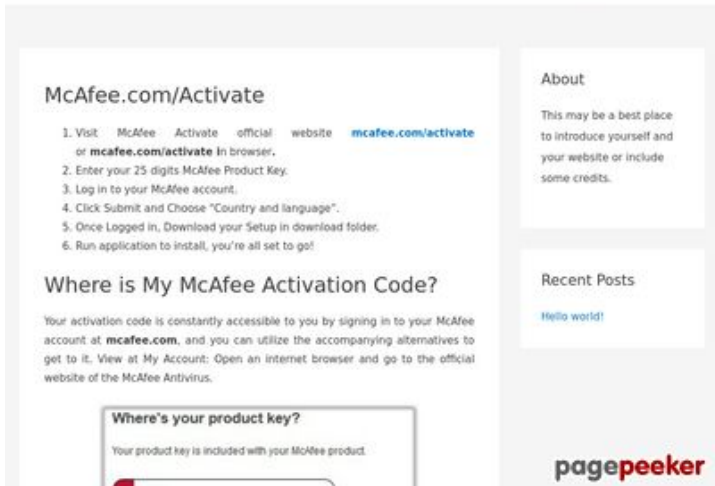 McAfee.com/Activate
1. Visit McAfee Activate official website mcafee.com/activate
or mcafee.com/activate in browser.
2. Enter your 25 digits McAfee Product Key.
3. Log in to your McAfee account.
4. Click Submit and Choose "Country and language".
5. Once Logged in, Download your Setup in download folder.
6. Run application to install, you're all set to go!
Where is My McAfee Activation Code?
Your activation code is constantly accessible to you by signing in to your McAfee
account at mcafee.com, and you can utilize the accompanying alternatives to
get to it. View at My Account: Open an internet browser and go to the official
website of the McAfee Antivirus.
Where's your product key?
Your product key is included with your McAfee product.
About
This may be a best place
to introduce yourself and
your website or include
some credits.
Recent Posts
Hello world!
pagepeeker